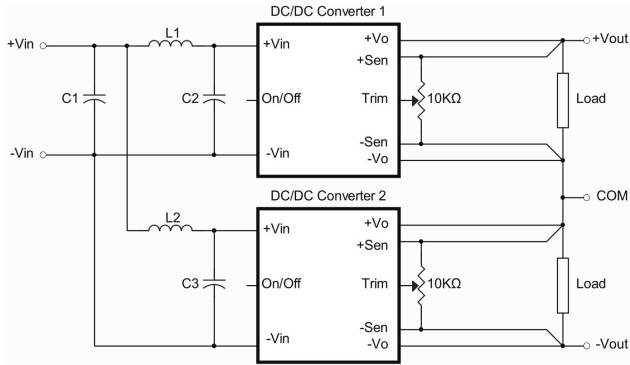 DC/DC Converter 1
+Vin
L1
+Vin
+Vo
+Vout
+Sen
C1
C2
On/Off
Trim
10KΩ
Load
-Vin
-Vin
-Sen
-Vo
DC/DC Converter 2
COM
L2
+Vin
+Vo
+Sen
C3
On/Off
Trim
10KΩ
Load
-Vin
-Sen
-Vo
-Vout